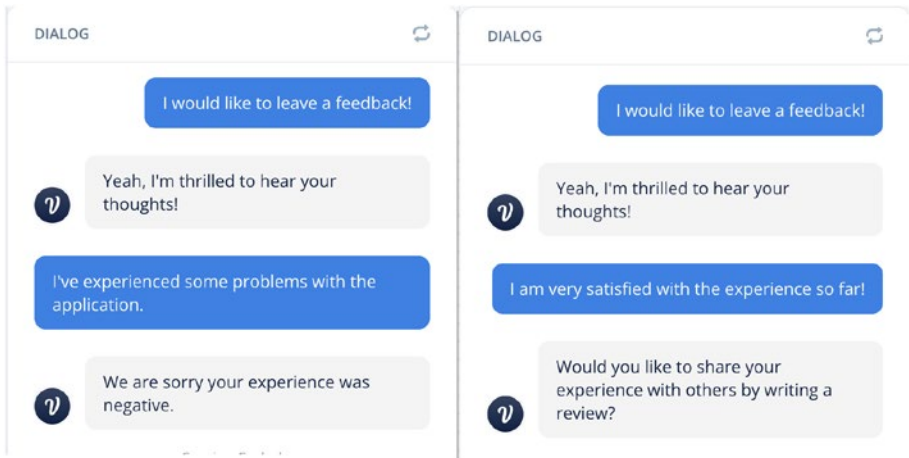 DIALOG
I would like to leave a feedback!
Yeah, I'm thrilled to hear your
thoughts!
I've experienced some problems with the
application.
We are sorry your experience was
negative.
DIALOG
I would like to leave a feedback!
Yeah, I'm thrilled to hear your
thoughts!
I am very satisfied with the experience so far!
Would you like to share your
experience with others by writing a
review?